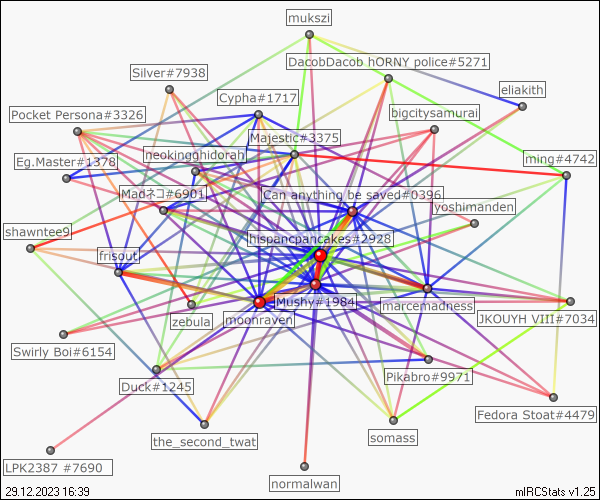 mukszi
DacobDacob hORNY police#5271
Silver#7938
eliakith
Cypha#1717
Pocket Persona#3326
bigcitysamurai
Majestic#3375
neokingghidorah
Eg.Master#1378
ming#4742
Madネコ#6901
Can anything be saved#0396
yoshimanden
shawntee9
hispancpancakes#2928
frisout
Mushy#1984
marcemadness
zebula
moonraven
JKOUYH VIII#7034
Swirly Boi#6154
Pikabro#9971
Duck#1245
Fedora Stoat#4479
the_second_twat
somass
LPK2387 #7690
normalwan
29.12.2023 16:39
mIRCStats v1.25